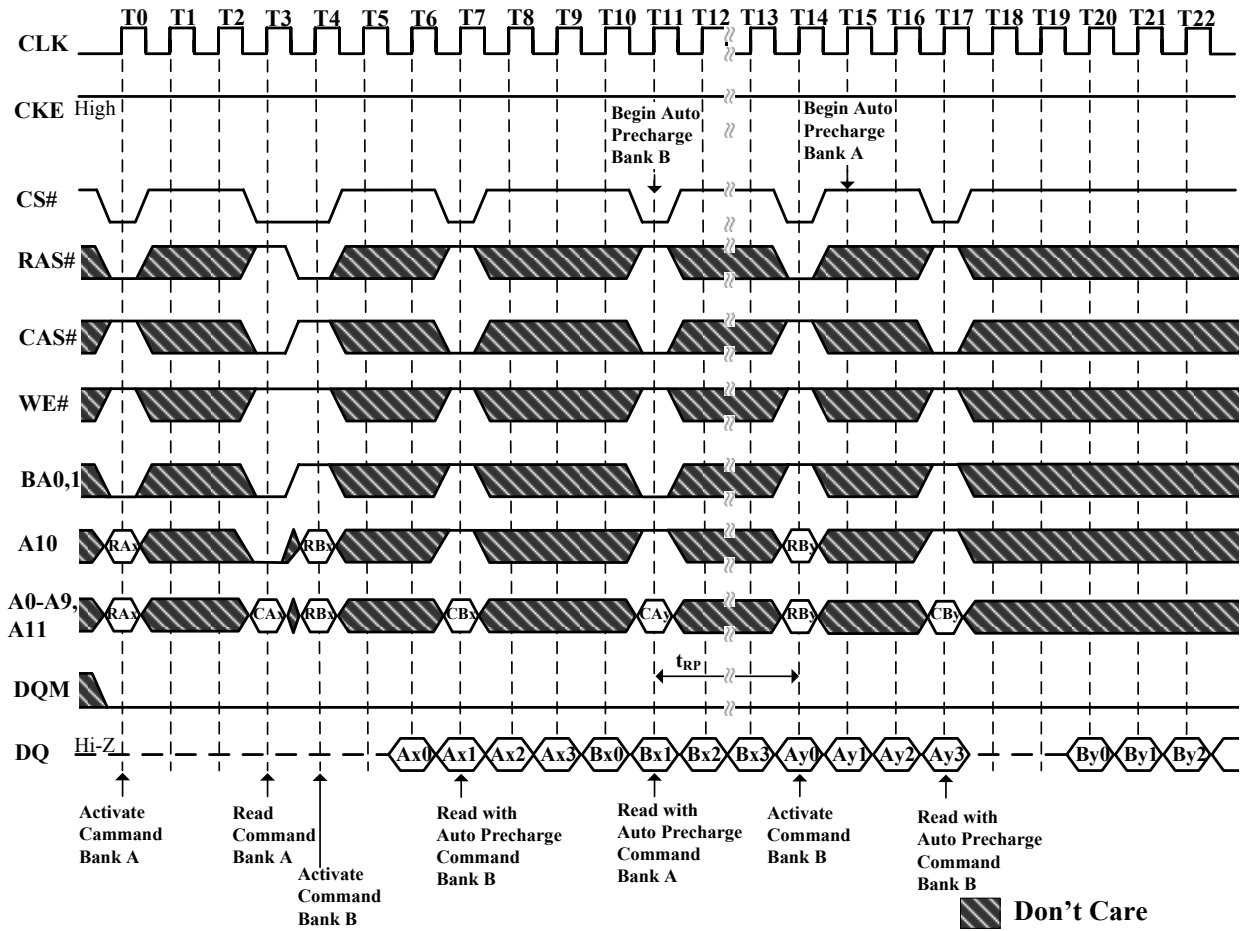 T0 T1 T2 T3 T4 T5 T6 T7 T8 T9 T10 T11 T12 T13 T14 T15 T16 T17 T18 T19 T20 T21 T22
CLK
CKE High
Begin Auto
Precharge
Bank B
Begin Auto
Precharge
Bank A
CS#
RAS#
CAS#
WE#
BA0,1
A10 RAx RBx RBy
A0-A9,
A11
RAx CAx RBx CBx CAy RBy CBy
tRP
DQM
DQ Hi-Z Ax0 Ax1 Ax2 Ax3 Bx0 Bx1 Bx2 Bx3 Ay0 Ay1 Ay2 Ay3 By0 By1 By2
Activate
Cammand
Bank A
Read
Command
Bank A
Activate
Command
Bank B
Read with
Auto Precharge
Command
Bank B
Read with
Auto Precharge
Command
Bank A
Activate
Command
Bank B
Read with
Auto Precharge
Command
Bank B
Don't Care